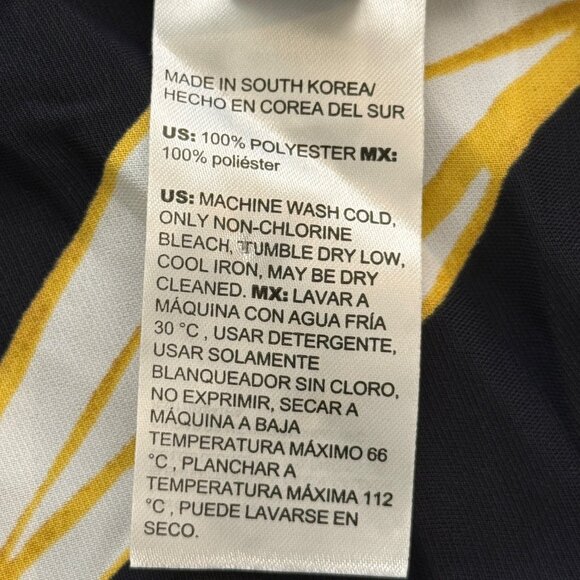 MADE IN SOUTH KOREA/
HECHO EN COREA DEL SUR
US: 100% POLYESTER MX:
100% poliéster
US: MACHINE WASH COLD,
ONLY NON-CHLORINE
BLEACH, TUMBLE DRY LOW,
COOL IRON, MAY BE DRY
CLEANED. MX: LAVAR A
MÁQUINA CON AGUA FRÍA
30 °C , USAR DETERGENTE,
USAR SOLAMENTE
BLANQUEADOR SIN CLORO,
NO EXPRIMIR, SECAR A
MÁQUINA A BAJA
TEMPERATURA MÁXIMO 66
°C , PLANCHAR A
TEMPERATURA MÁXIMA 112
°C , PUEDE LAVARSE EN
SECO.